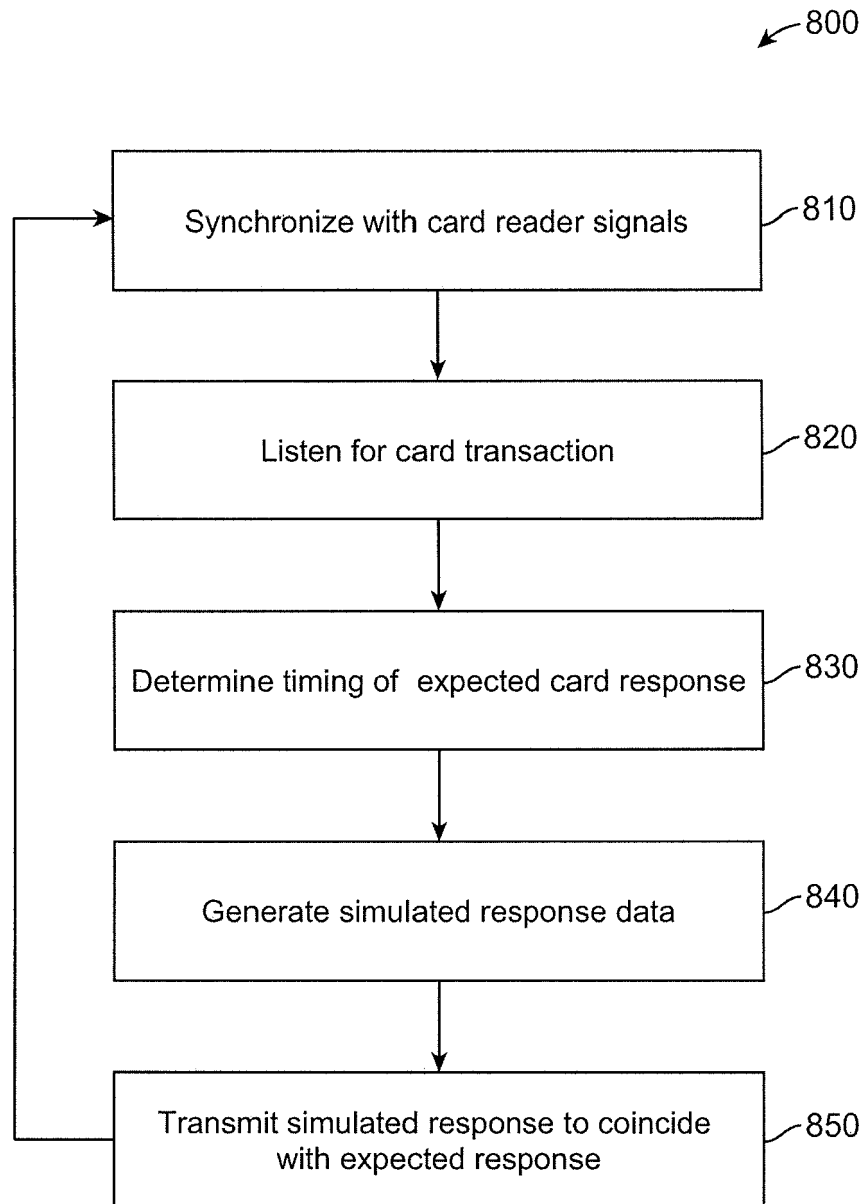 800
Synchronize with card reader signals
810
Listen for card transaction
820
Determine timing of expected card response
830
Generate simulated response data
840
Transmit simulated response to coincide
with expected response
850